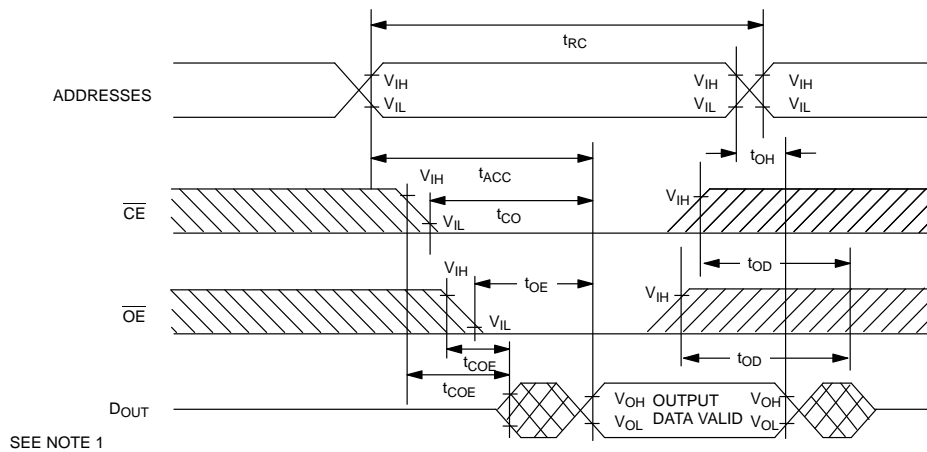 tRC
ADDRESSES
VIH VIH VIH
VIL VIL VIL
tOH
tACC
VIH
CE VIL tCO VIH
tOD
VIH
OE VIL tOE VIH
tCOE tOD
tCOE
DOUT VOH OUTPUT VOH
VOL DATA VALID VOL
SEE NOTE 1